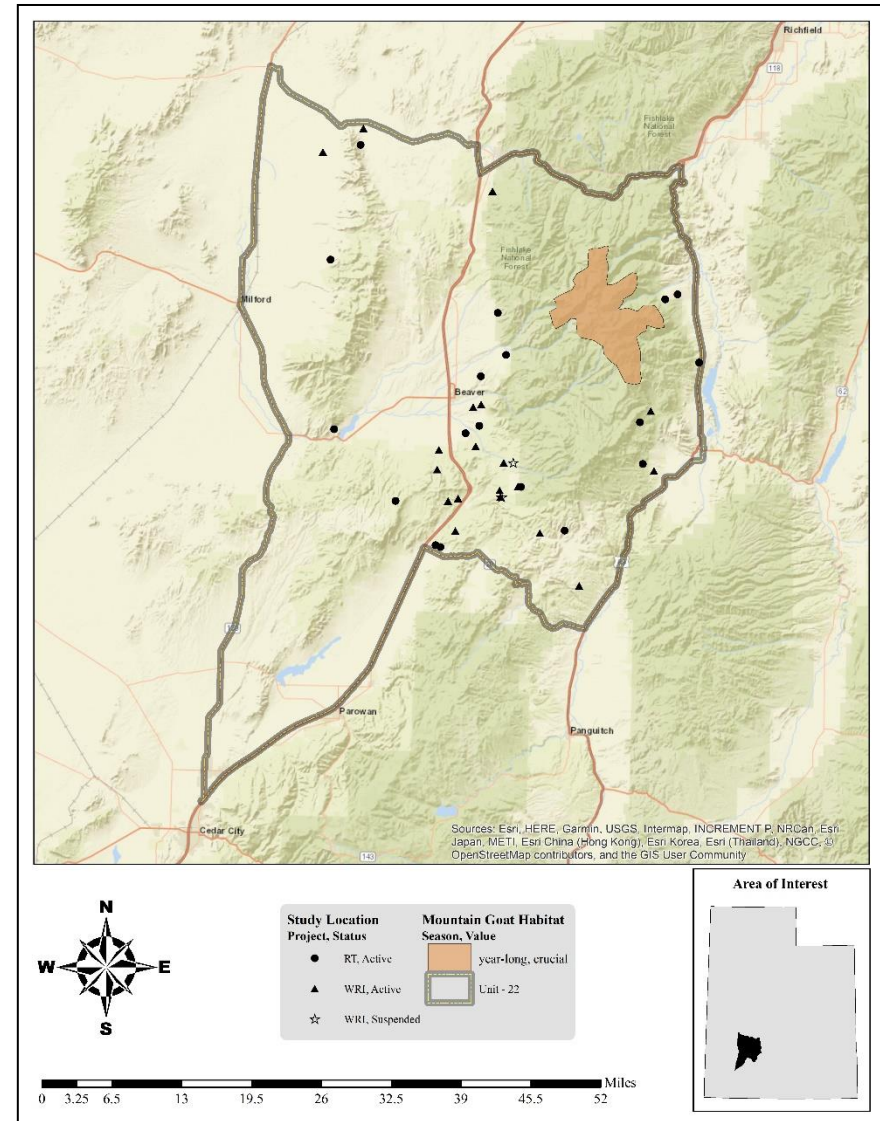 Richfield
118
Fishlake
National
Forest
Fishlake
National
Forest
Milford
62
Beaver
Parowan
Panguitch
Cedar City
143
Sources: Esri, HERE, Garmin, USGS, Intermap, INCREMENT P, NRCan, Esri
Japan, METI, Esri China (Hong Kong), Esri Korea, Esri (Thailand), NGCC, ©
OpenStreetMap contributors, and the GIS User Community
N
W E
S
Study Location
Project, Status
RT, Active
WRI, Active
WRI, Suspended
Mountain Goat Habitat
Season, Value
year-long, crucial
Unit - 22
Area of Interest
Miles
0 3.25 6.5 13 19.5 26 32.5 39 45.5 52